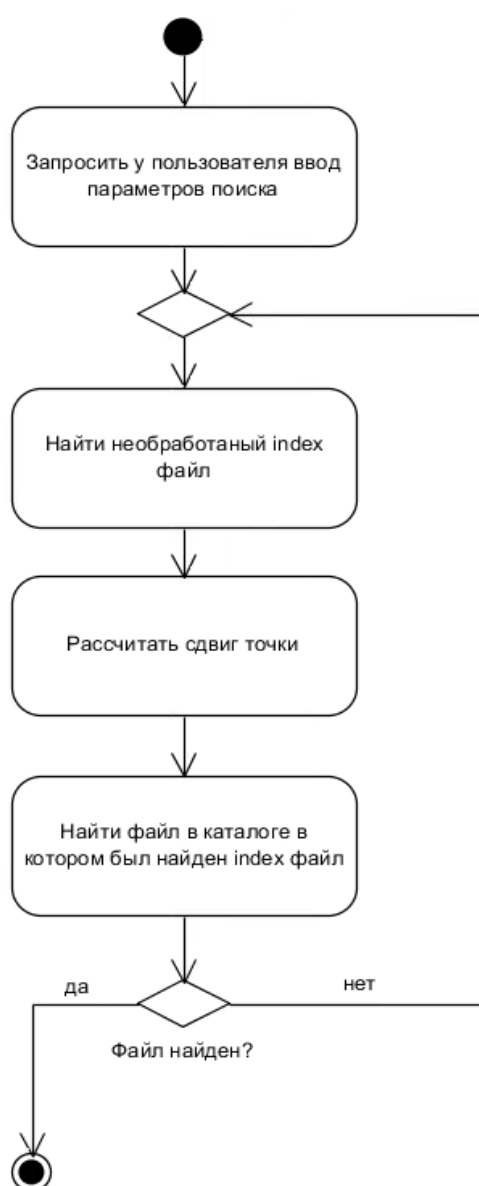 Запросить у пользователя ввод
параметров поиска
Найти необработаный index
файл
Рассчитать сдвиг точки
Найти файл в каталоге в
котором был найден index файл
да
нет
Файл найден?